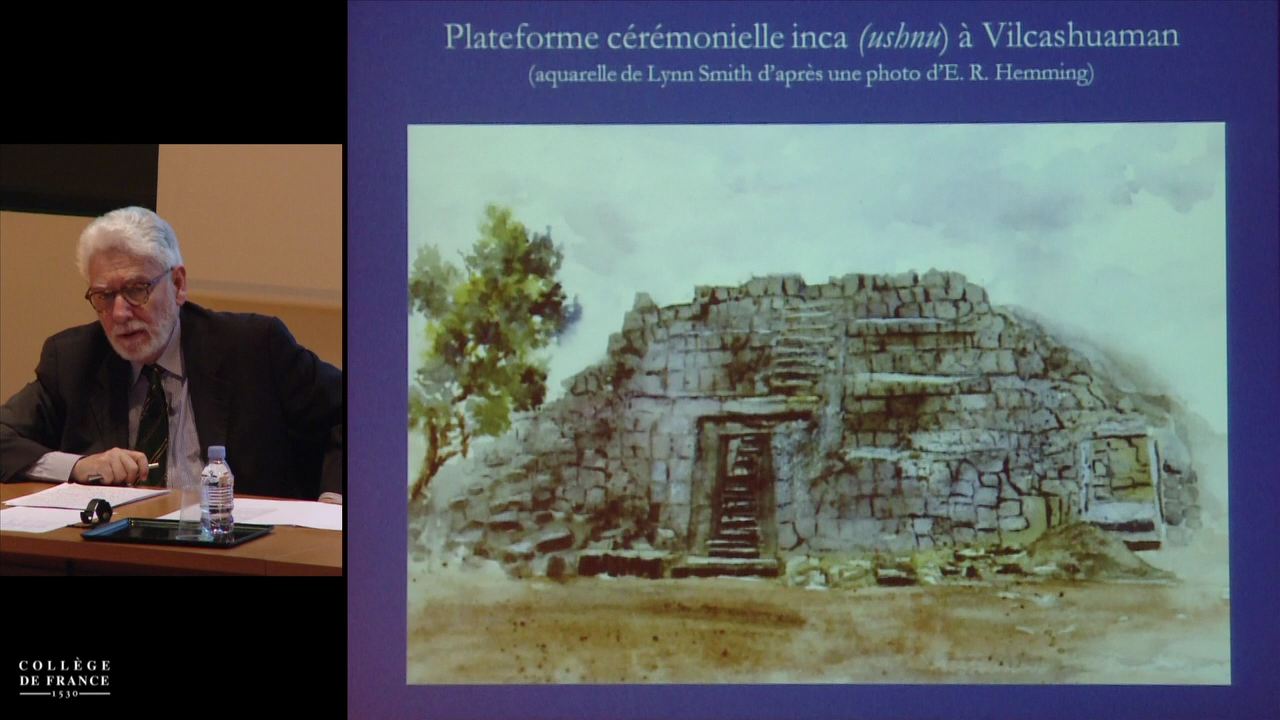 Plateforme cérémonielle inca (ushnu) à Vilcashuaman
(aquarelle de Lynn Smith d'après une photo d'E. R. Hemming)
COLLÈGE
DE FRANCE
1530